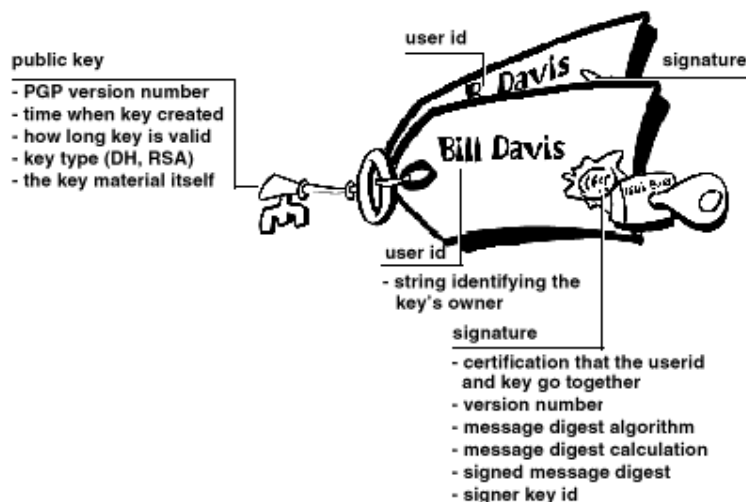 user id
signature
B. Davis
public key
- PGP version number
- time when key created
- how long key is valid
- key type (DH, RSA)
- the key material itself
Bill Davis
user id
- string identifying the
key's owner
signature
- certification that the userid
and key go together
- version number
- message digest algorithm
- message digest calculation
- signed message digest
- signer key id